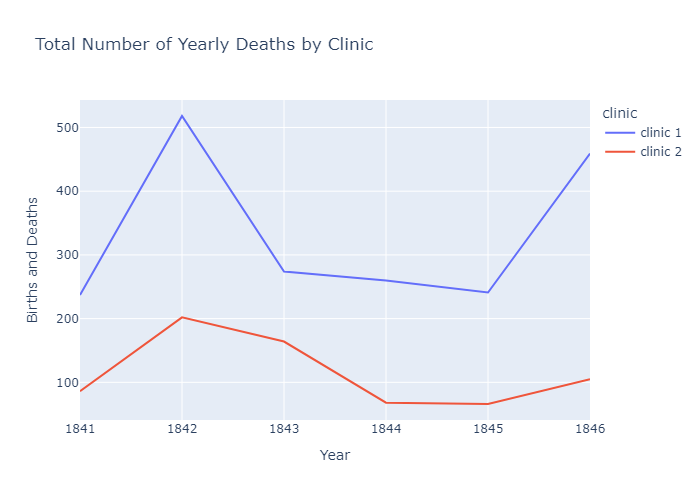 Total Number of Yearly Deaths by Clinic
clinic
clinic 1
clinic 2
Births and Deaths
500
400
300
200
100
1841 1842 1843 1844 1845 1846
Year